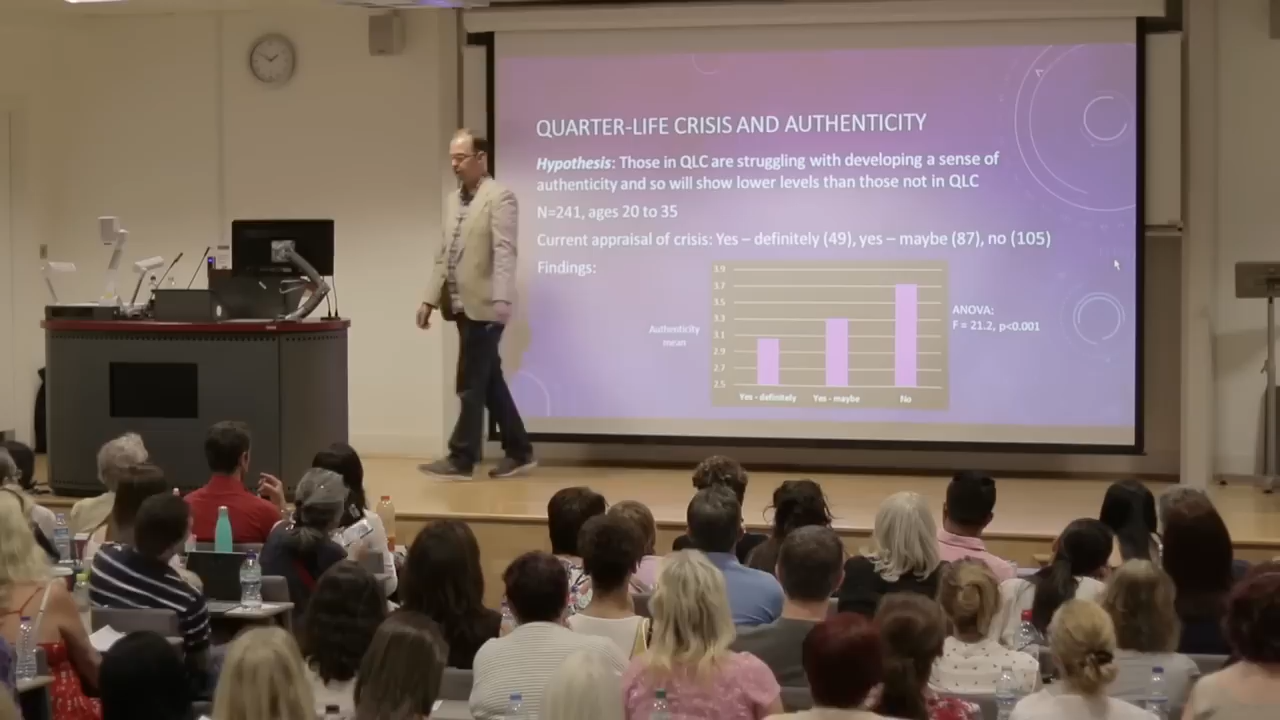 QUARTER-LIFE CRISIS AND AUTHENTICITY
Hypothesis: Those in QLC are struggling with developing a sense of
authenticity and so will show lower levels than those not in QLC
N=241, ages 20 to 35
Current appraisal of crisis: Yes – definitely (49), yes – maybe (87), no (105)
Findings:
3.9
3.7
3.5
3.3
3.1
2.9
2.7
2.5
Authenticity
mean
Yes - definitely
Yes - maybe
No
ANOVA:
F = 21.2, p<0.001